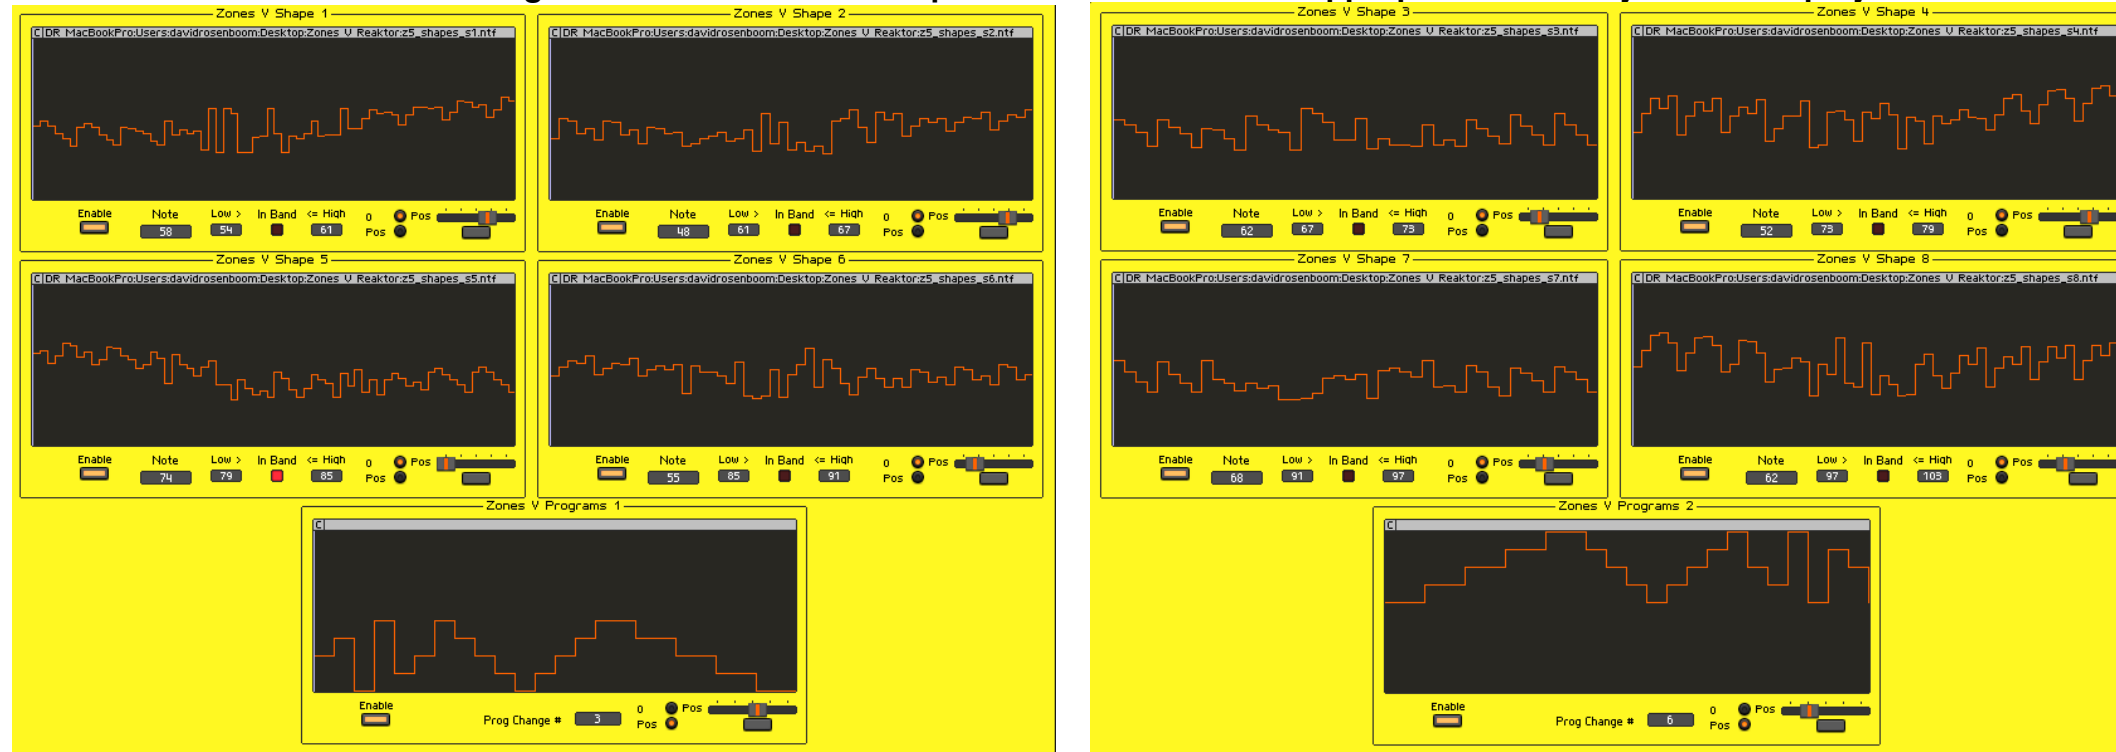 Zones V Shape 1
C|DR MacBookPro:Users:davidrosenboom:Desktop:Zones V Reaktor:z5_shapes_s1.ntf
Enable Note Low > In Band <= High 0 Pos
58 54 61 Pos
Zones V Shape 2
C|DR MacBookPro:Users:davidrosenboom:Desktop:Zones V Reaktor:z5_shapes_s2.ntf
Enable Note Low > In Band <= High 0 Pos
48 61 67 Pos
Zones V Shape 3
C|DR MacBookPro:Users:davidrosenboom:Desktop:Zones V Reaktor:z5_shapes_s3.ntf
Enable Note Low > In Band <= High 0 Pos
62 67 73 Pos
Zones V Shape 4
C|DR MacBookPro:Users:davidrosenboom:Desktop:Zones V Reaktor:z5_shapes_s4.ntf
Enable Note Low > In Band <= High 0 Pos
52 73 79 Pos
Zones V Shape 5
C|DR MacBookPro:Users:davidrosenboom:Desktop:Zones V Reaktor:z5_shapes_s5.ntf
Enable Note Low > In Band <= High 0 Pos
74 79 85 Pos
Zones V Shape 6
C|DR MacBookPro:Users:davidrosenboom:Desktop:Zones V Reaktor:z5_shapes_s6.ntf
Enable Note Low > In Band <= High 0 Pos
55 85 91 Pos
Zones V Shape 7
C|DR MacBookPro:Users:davidrosenboom:Desktop:Zones V Reaktor:z5_shapes_s7.ntf
Enable Note Low > In Band <= High 0 Pos
68 91 97 Pos
Zones V Shape 8
C|DR MacBookPro:Users:davidrosenboom:Desktop:Zones V Reaktor:z5_shapes_s8.ntf
Enable Note Low > In Band <= High 0 Pos
62 97 103 Pos
Zones V Programs 1
C|
Enable
Prog Change # 3 0 Pos
Pos
Zones V Programs 2
C|
Enable
Prog Change # 6 0 Pos
Pos